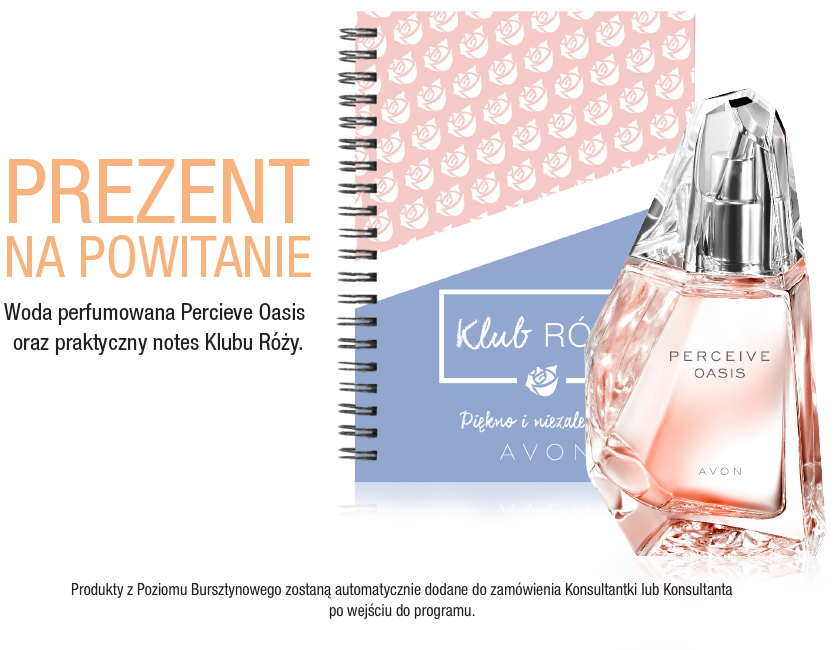 PREZENT
NA POWITANIE
Woda perfumowana Percieve Oasis
oraz praktyczny notes Klubu Róży.
Klub RÓ
Piękno i
AVON
PERCEIVE
OASIS
AVON
Produkty z Poziomu Bursztynowego zostaną automatycznie dodane do zamówienia Konsultantki lub Konsultanta
po wejściu do programu.